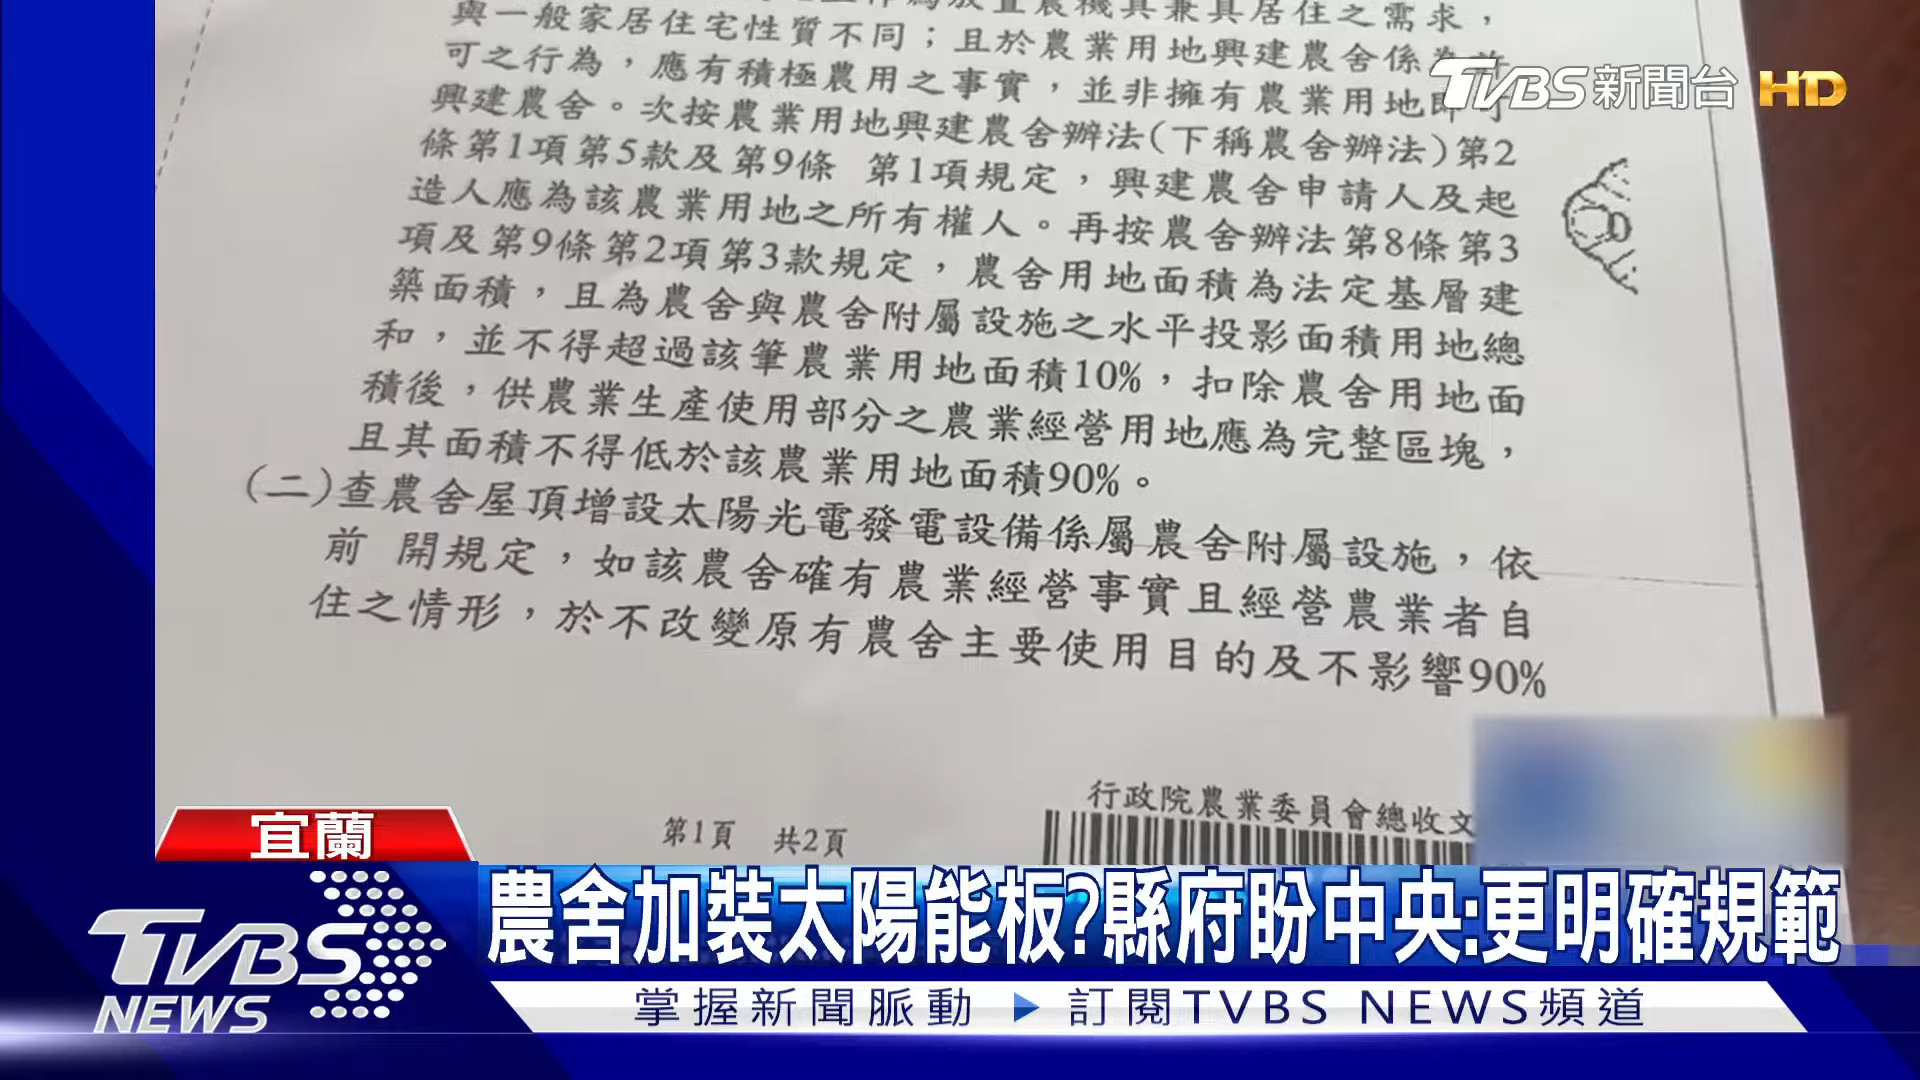 與一般家居住宅性質不同；且於農業用地興建農舍係為許
可之行為，應有積極農用之事實，並非擁有農業用地即可
興建農舍。次按農業用地興建農舍辦法(下稱農舍辦法)第2
條第1項第5款及第9條 第1項規定，興建農舍申請人及起
造人應為該農業用地之所有權人。再按農舍辦法第8條第3
項及第9條第2項第3款規定，農舍用地面積為法定基層建
築面積，且為農舍與農舍附屬設施之水平投影面積用地總
和，並不得超過該筆農業用地面積10%，扣除農舍用地面
積後，供農業生產使用部分之農業經營用地應為完整區塊，
且其面積不得低於該農業用地面積90%。
(二)查農舍屋頂增設太陽光電發電設備係屬農舍附屬設施，依
前 開規定，如該農舍確有農業經營事實且經營農業者自
住之情形，於不改變原有農舍主要使用目的及不影響90%
第1頁 共2頁
行政院農業委員會總收文
TVBS新聞台 HD
宜蘭
農舍加裝太陽能板?縣府盼中央:更明確規範
TVBS NEWS
掌握新聞脈動 ▶ 訂閱TVBS NEWS頻道